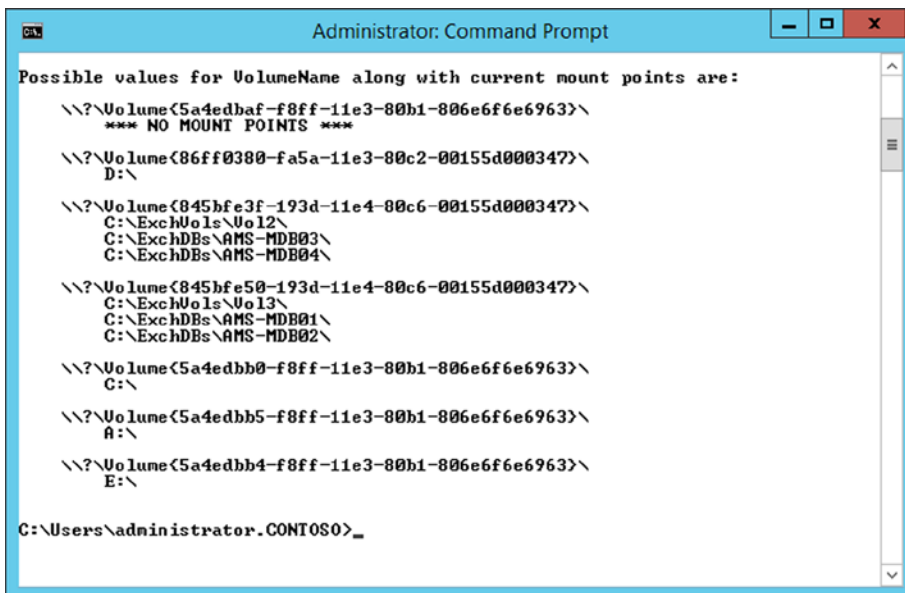 Administrator: Command Prompt
Possible values for VolumeName along with current mount points are:
\\?\Volume{5a4edbaf-f8ff-11e3-80b1-806e6f6e6963}\
*** NO MOUNT POINTS ***
\\?\Volume{86ff0380-fa5a-11e3-80c2-00155d000347}\
D:\
\\?\Volume{845bfe3f-193d-11e4-80c6-00155d000347}\
C:\ExchVols\Vol2\
C:\ExchDBs\AMS-MDB03\
C:\ExchDBs\AMS-MDB04\
\\?\Volume{845bfe50-193d-11e4-80c6-00155d000347}\
C:\ExchVols\Vol3\
C:\ExchDBs\AMS-MDB01\
C:\ExchDBs\AMS-MDB02\
\\?\Volume{5a4edbb0-f8ff-11e3-80b1-806e6f6e6963}\
C:\
\\?\Volume{5a4edbb5-f8ff-11e3-80b1-806e6f6e6963}\
A:\
\\?\Volume{5a4edbb4-f8ff-11e3-80b1-806e6f6e6963}\
E:\
C:\Users\administrator.CONTOSO>_